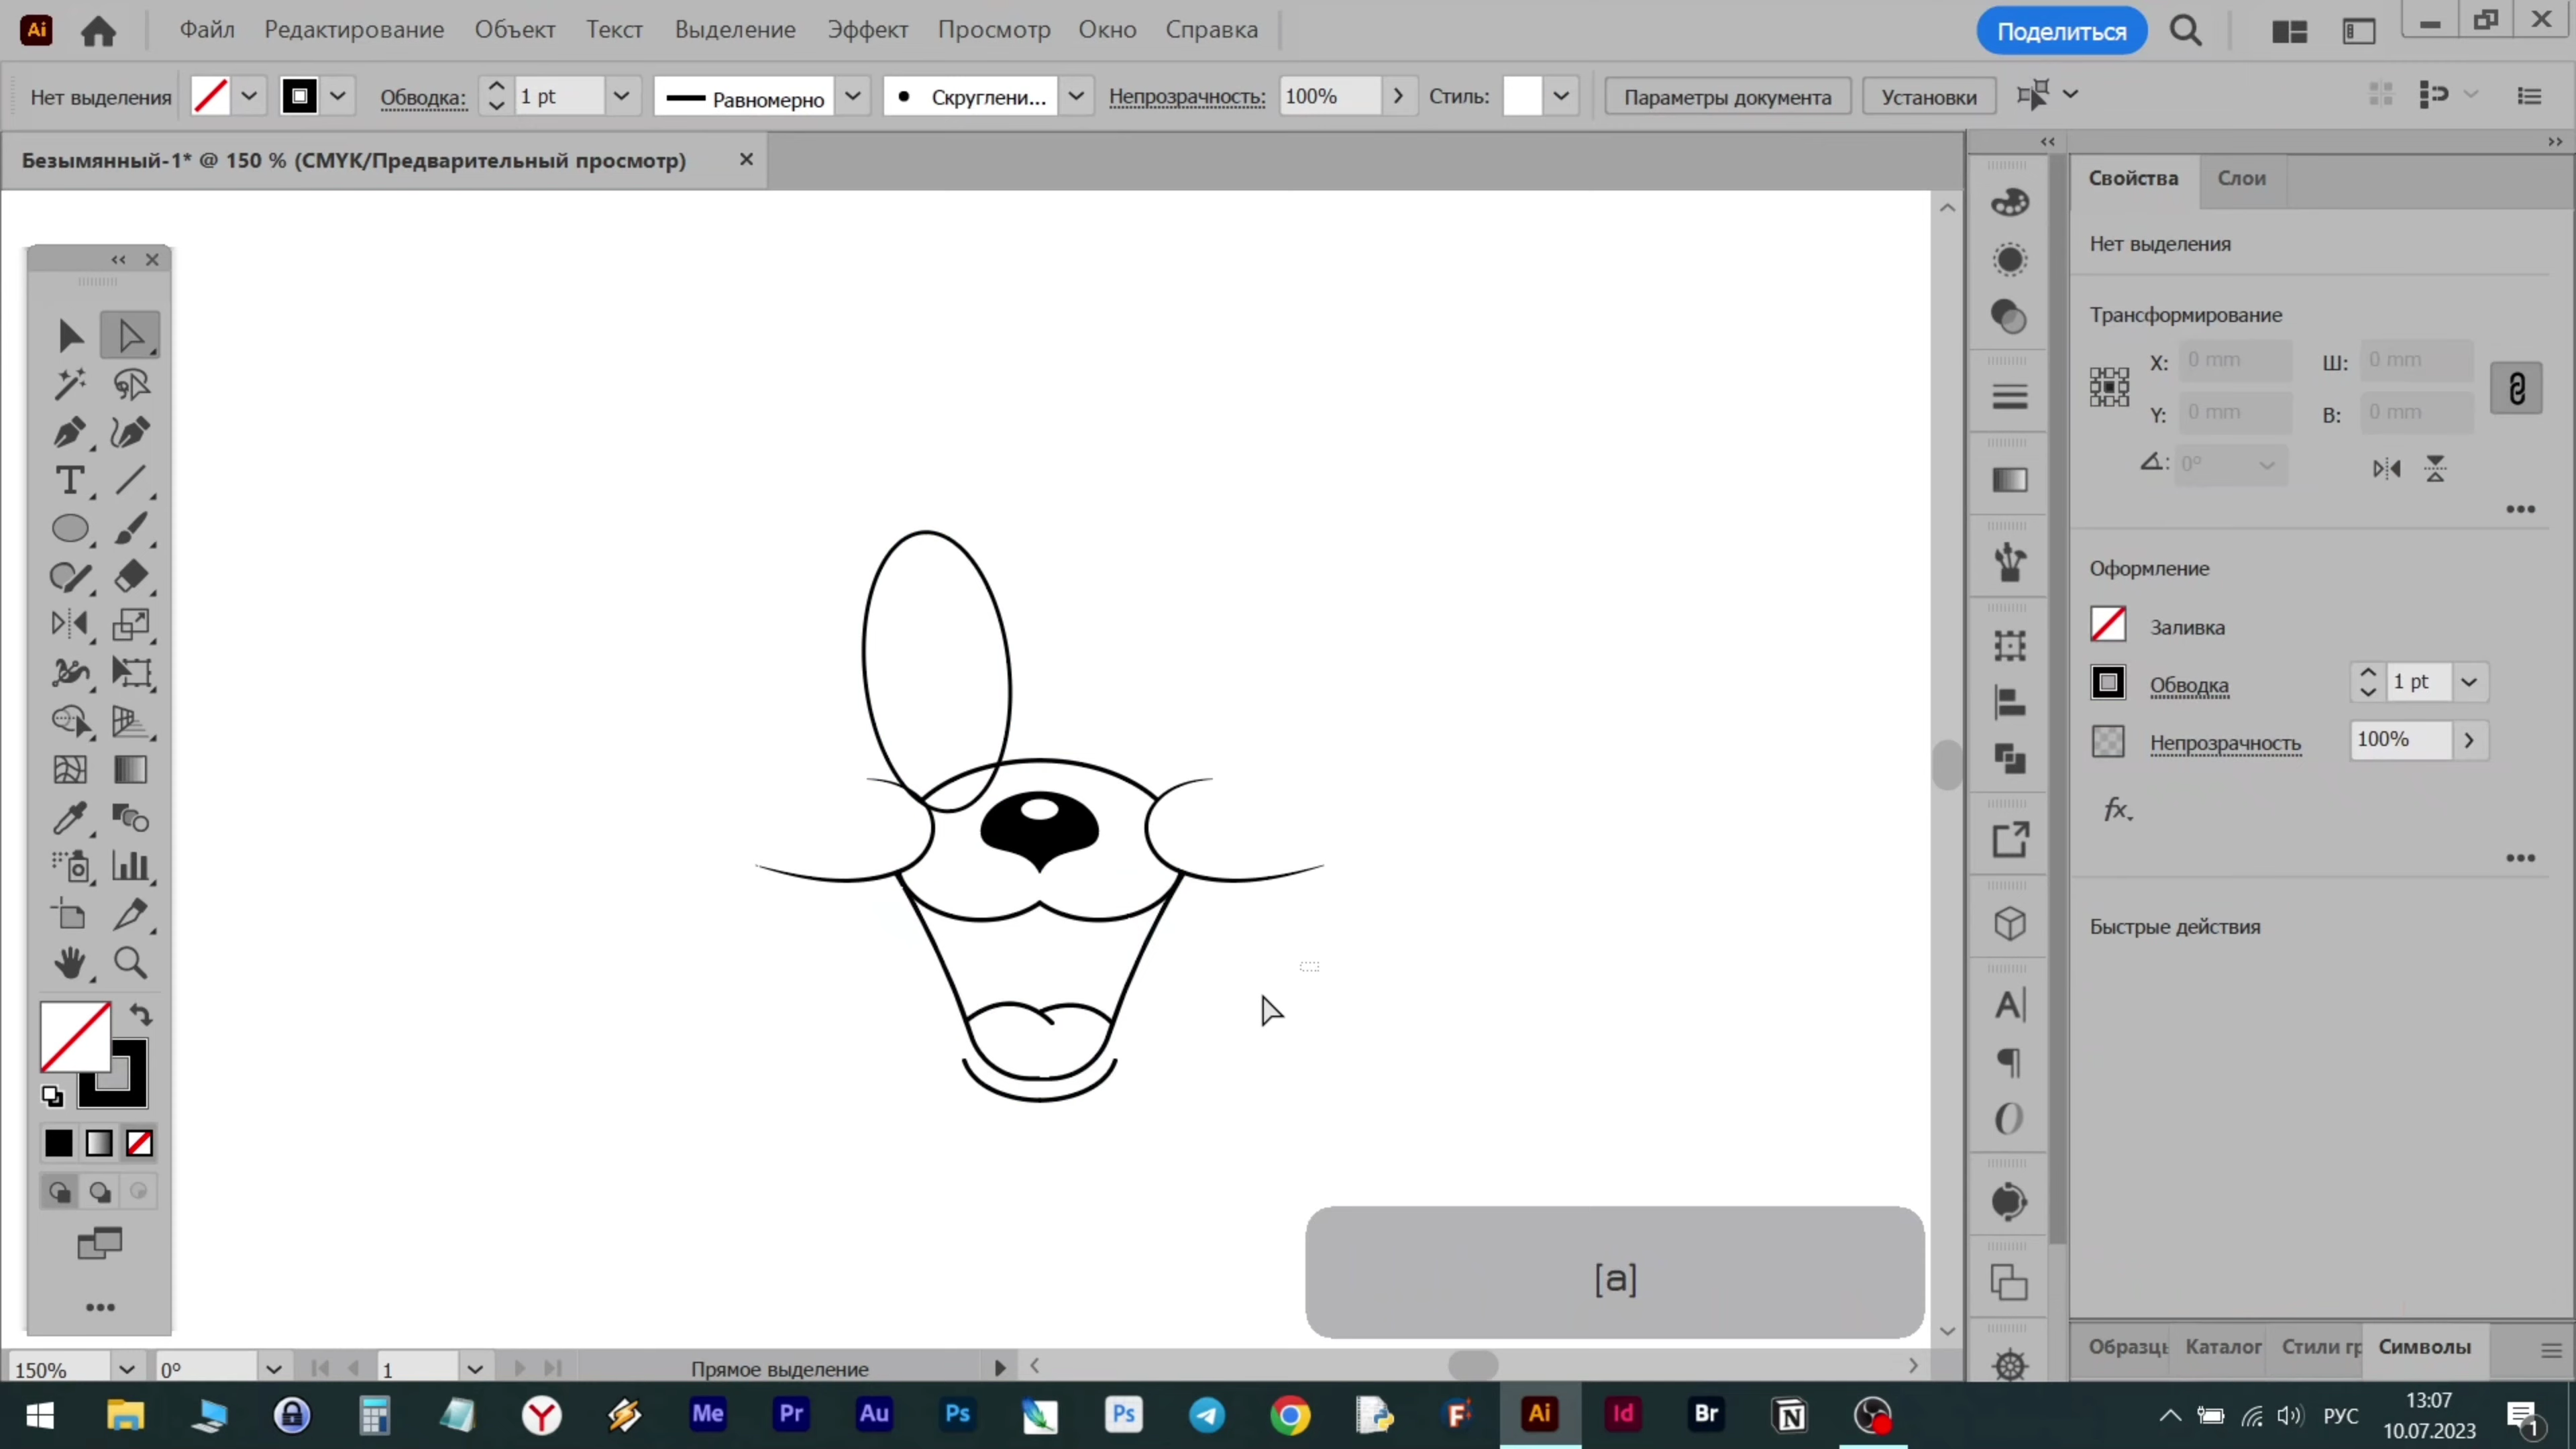 Ai
Файл Редактирование Объект Текст Выделение Эффект Просмотр Окно Справка
Поделиться
Нет выделения
Обводка:
1 pt
Равномерно
Скруглени...
Непрозрачность:
100%
Стиль:
Параметры документа
Установки
Безымянный-1* @ 150 % (CMYK/Предварительный просмотр)
Свойства
Слои
Нет выделения
Трансформирование
X: 0 mm
Ш: 0 mm
Y: 0 mm
В: 0 mm
0°
Оформление
Заливка
Обводка
1 pt
Непрозрачность
100%
fx
Быстрые действия
[a]
Образцы
Каталог
Стили гр
Символы
150%
0°
1
Прямое выделение
Me Pr Au Ps Ps Ai Id Br
РУС
13:07
10.07.2023
1